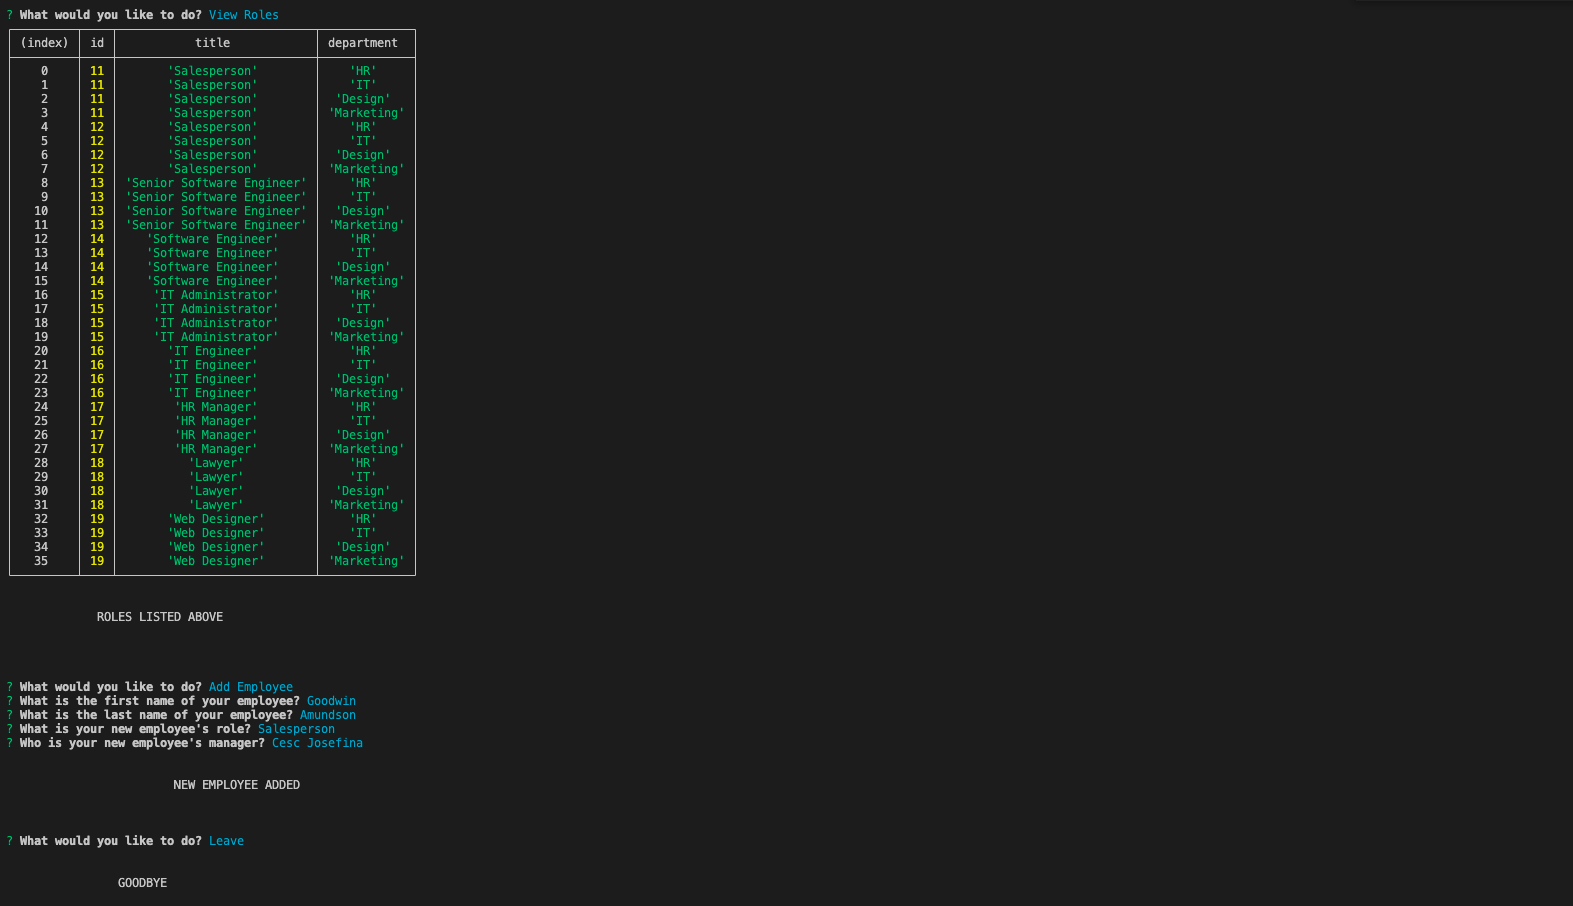 ? What would you like to do? View Roles
(index) id title department
0 11 'Salesperson' 'HR'
1 11 'Salesperson' 'IT'
2 11 'Salesperson' 'Design'
3 11 'Salesperson' 'Marketing'
4 12 'Salesperson' 'HR'
5 12 'Salesperson' 'IT'
6 12 'Salesperson' 'Design'
7 12 'Salesperson' 'Marketing'
8 13 'Senior Software Engineer' 'HR'
9 13 'Senior Software Engineer' 'IT'
10 13 'Senior Software Engineer' 'Design'
11 13 'Senior Software Engineer' 'Marketing'
12 14 'Software Engineer' 'HR'
13 14 'Software Engineer' 'IT'
14 14 'Software Engineer' 'Design'
15 14 'Software Engineer' 'Marketing'
16 15 'IT Administrator' 'HR'
17 15 'IT Administrator' 'IT'
18 15 'IT Administrator' 'Design'
19 15 'IT Administrator' 'Marketing'
20 16 'IT Engineer' 'HR'
21 16 'IT Engineer' 'IT'
22 16 'IT Engineer' 'Design'
23 16 'IT Engineer' 'Marketing'
24 17 'HR Manager' 'HR'
25 17 'HR Manager' 'IT'
26 17 'HR Manager' 'Design'
27 17 'HR Manager' 'Marketing'
28 18 'Lawyer' 'HR'
29 18 'Lawyer' 'IT'
30 18 'Lawyer' 'Design'
31 18 'Lawyer' 'Marketing'
32 19 'Web Designer' 'HR'
33 19 'Web Designer' 'IT'
34 19 'Web Designer' 'Design'
35 19 'Web Designer' 'Marketing'
ROLES LISTED ABOVE
? What would you like to do? Add Employee
? What is the first name of your employee? Goodwin
? What is the last name of your employee? Amundson
? What is your new employee's role? Salesperson
? Who is your new employee's manager? Cesc Josefina
NEW EMPLOYEE ADDED
? What would you like to do? Leave
GOODBYE